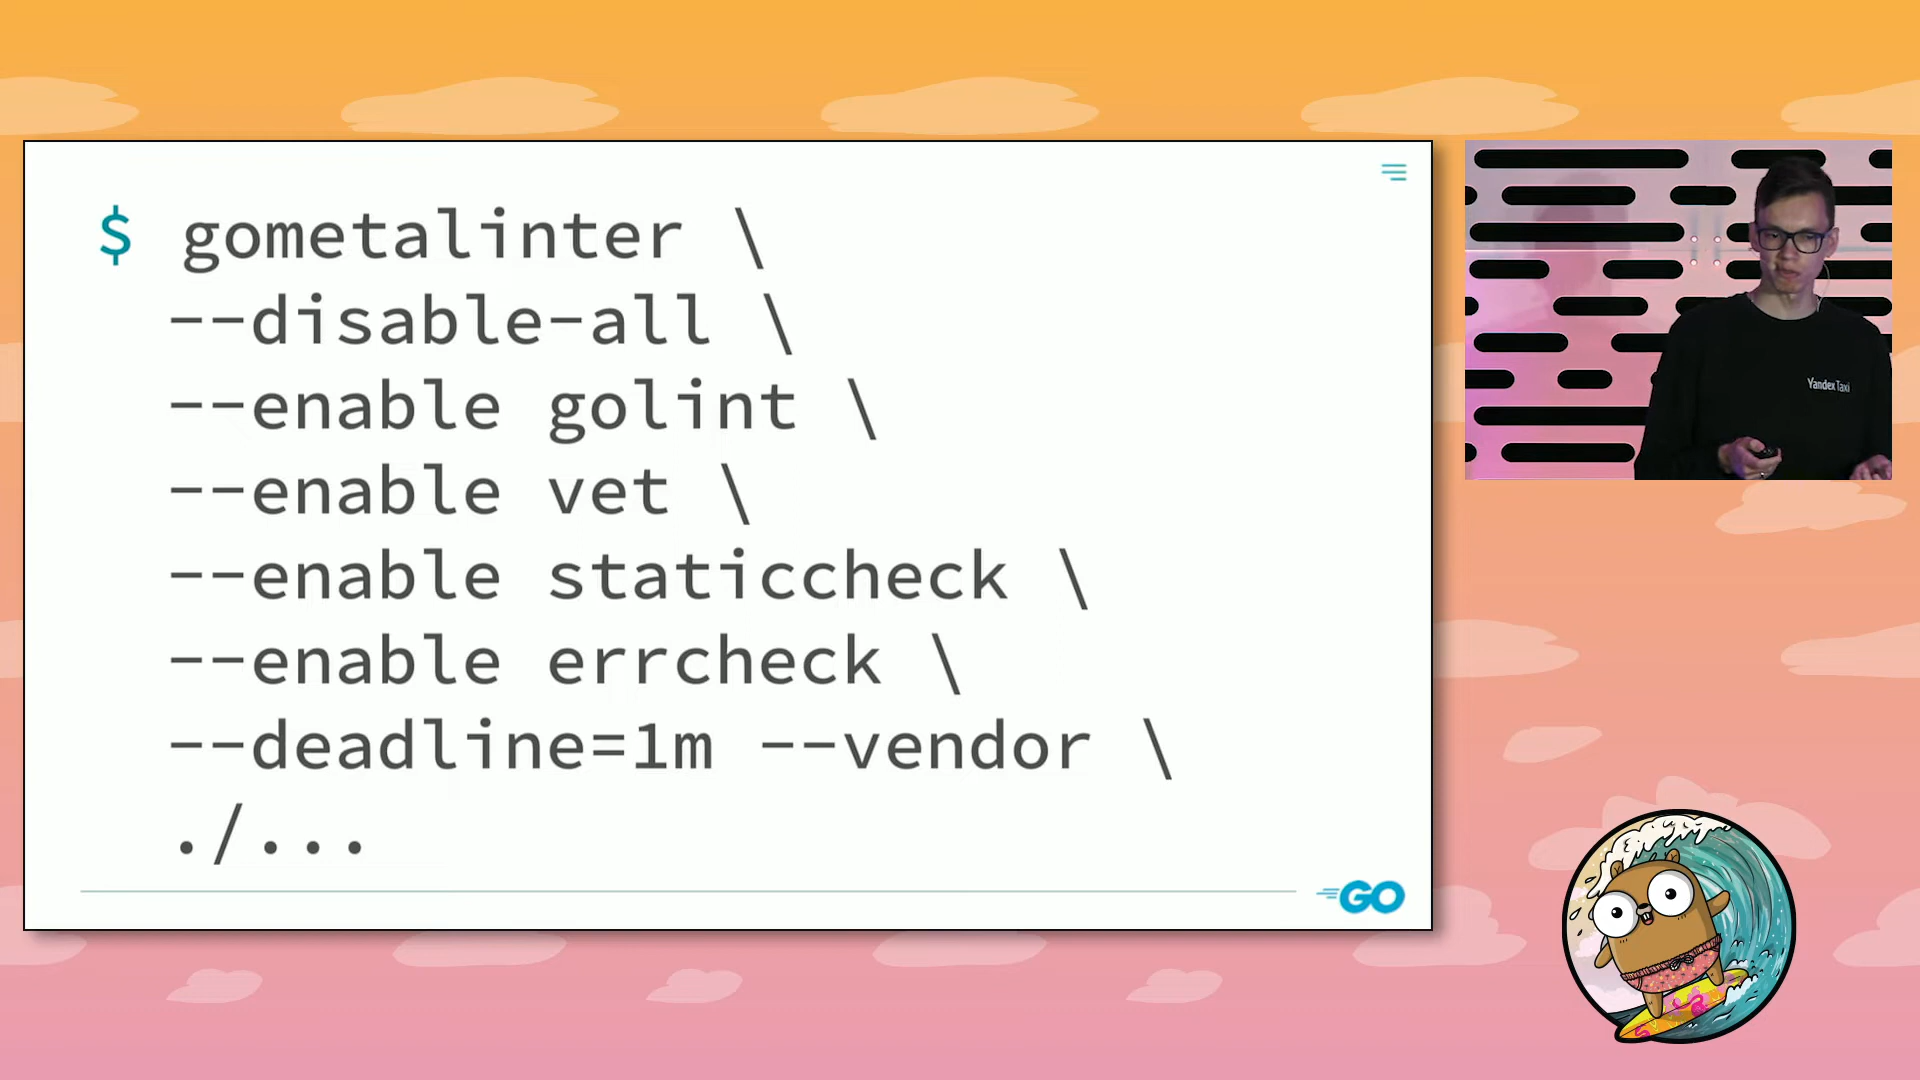 $ gometalinter \
--disable-all \
--enable golint \
--enable vet \
--enable staticcheck \
--enable errcheck \
--deadline=1m --vendor \
./...
GO
Yandex Taxi